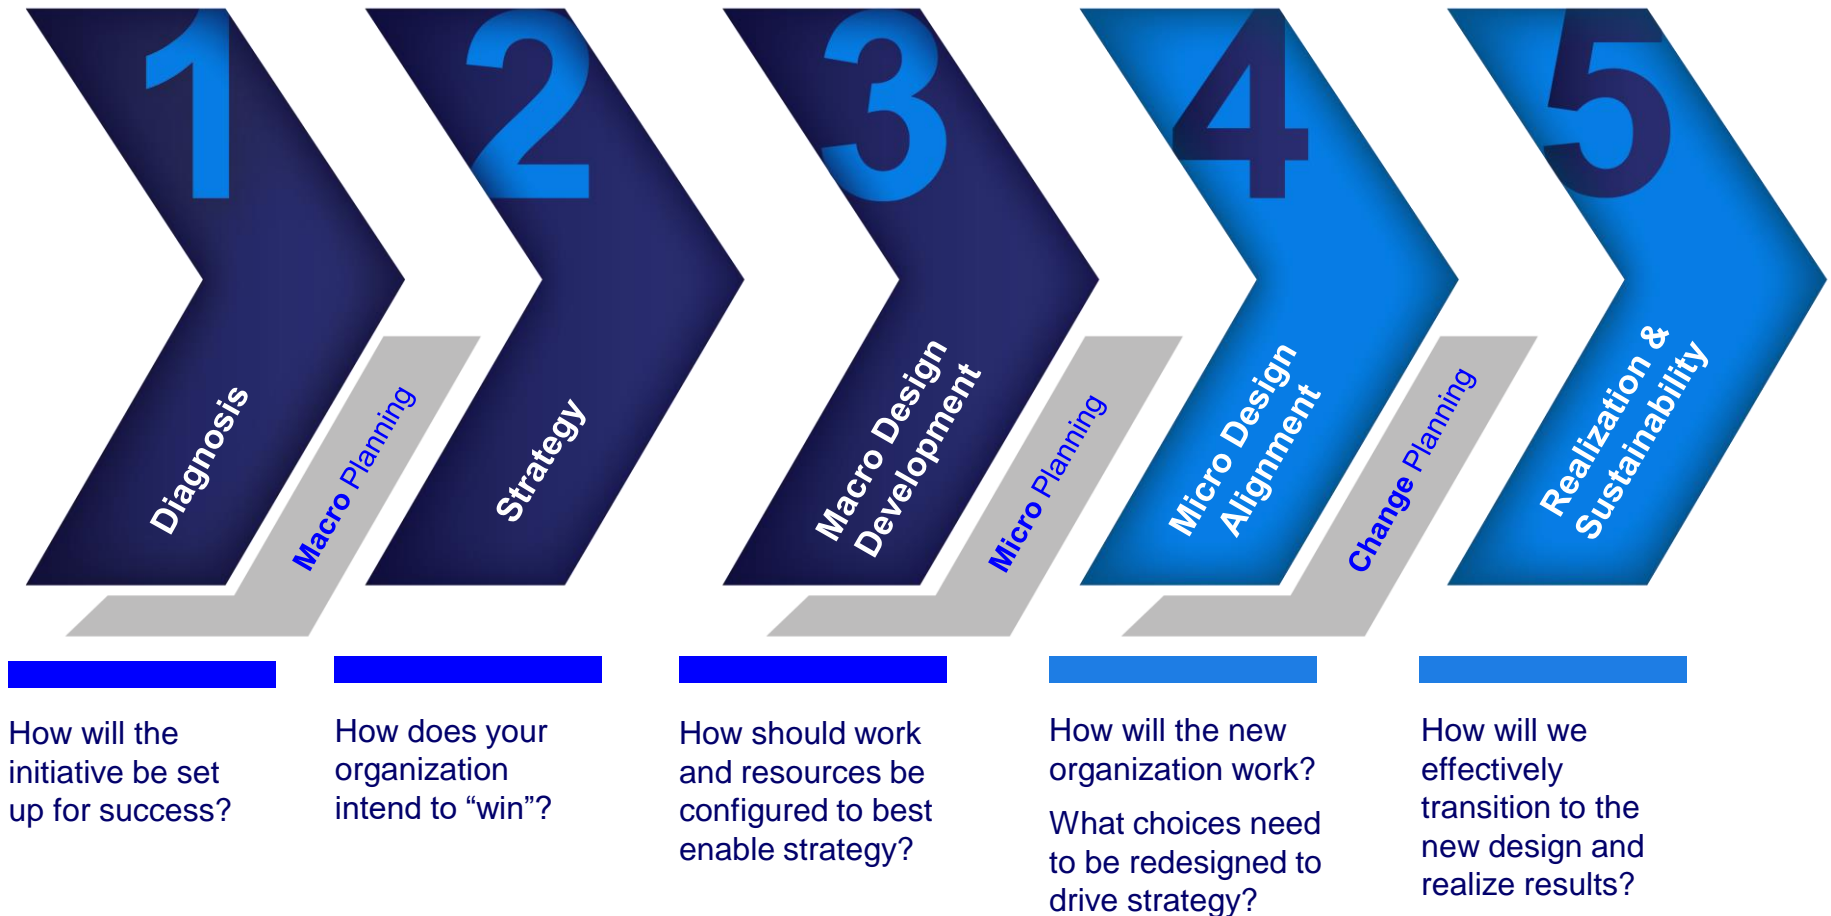 1
Diagnosis
Macro Planning
2
Strategy
3
Macro Design
Development
Micro Planning
4
Micro Design
Alignment
Change Planning
5
Realization &
Sustainability
How will the
initiative be set
up for success?
How does your
organization
intend to “win”?
How should work
and resources be
configured to best
enable strategy?
How will the new
organization work?
What choices need
to be redesigned to
drive strategy?
How will we
effectively
transition to the
new design and
realize results?